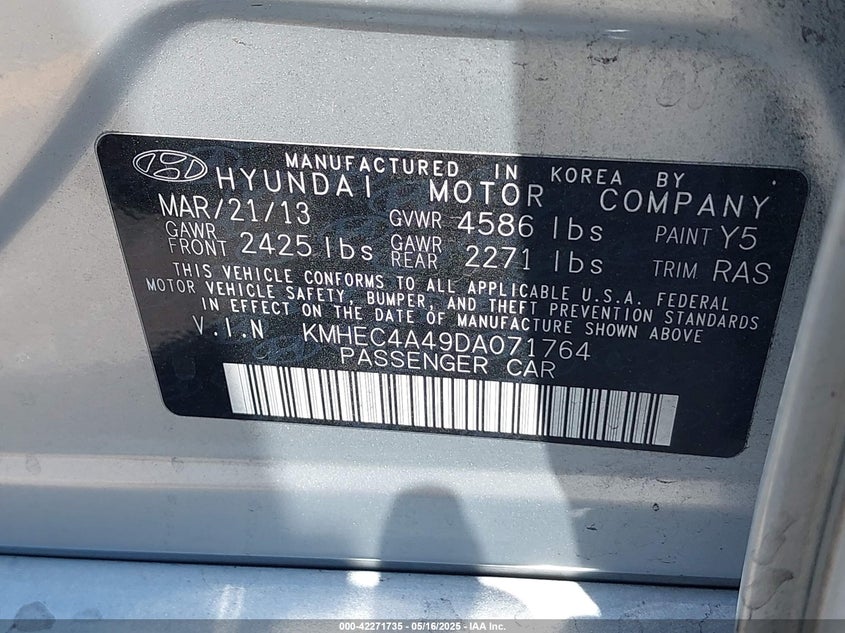 MANUFACTURED IN KOREA BY
HYUNDAI MOTOR COMPANY
MAR/21/13 GVWR 4586 lbs PAINT Y5
GAWR FRONT 2425 lbs GAWR REAR 2271 lbs TRIM RAS
THIS VEHICLE CONFORMS TO ALL APPLICABLE U.S.A. FEDERAL
MOTOR VEHICLE SAFETY, BUMPER, AND THEFT PREVENTION STANDARDS
IN EFFECT ON THE DATE OF MANUFACTURE SHOWN ABOVE
V.I.N KMHEC4A49DA071764
PASSENGER CAR
000-42271735 - 05/16/2025 - IAA Inc.